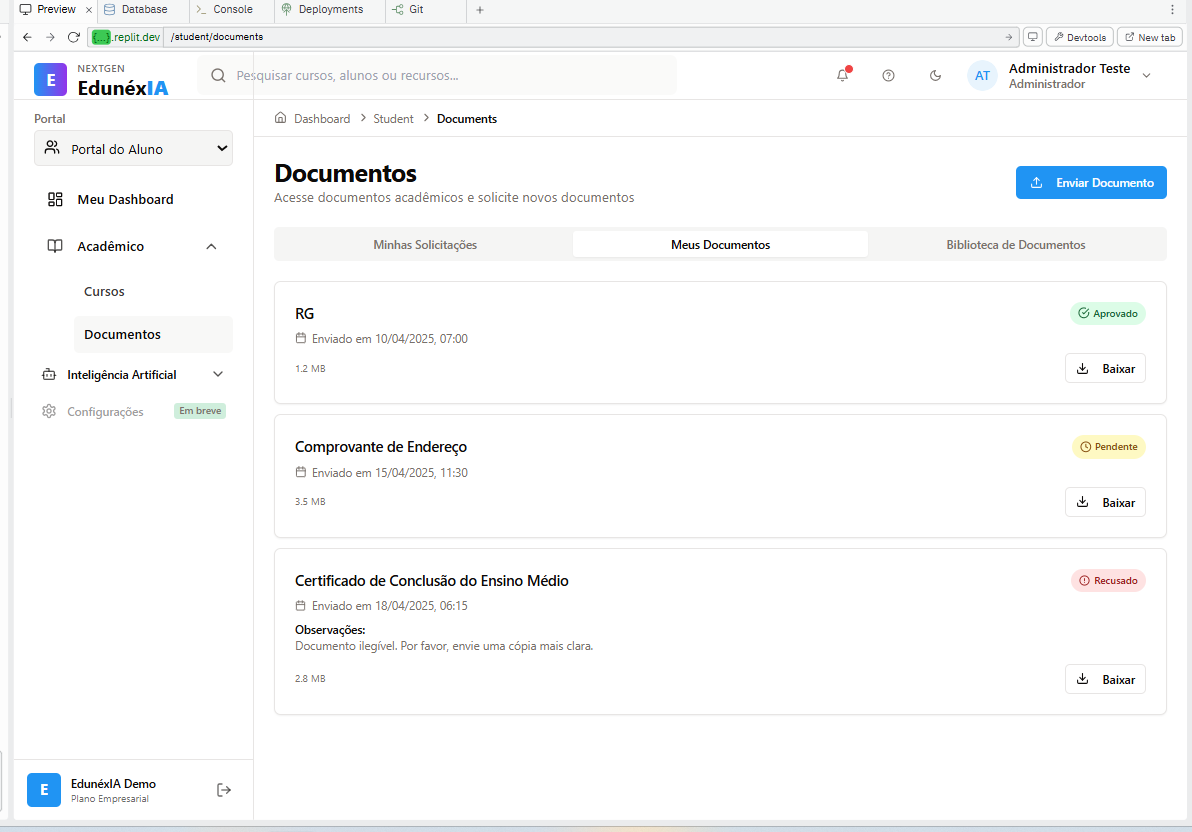 Preview
Database
Console
Deployments
Git
{...}.replit.dev
/student/documents
Devtools
New tab
E
NEXTGEN
EdunéxIA
Pesquisar cursos, alunos ou recursos...
AT
Administrador Teste
Administrador
Portal
Portal do Aluno
Meu Dashboard
Acadêmico
Cursos
Documentos
Inteligência Artificial
Configurações
Em breve
E
EdunéxIA Demo
Plano Empresarial
Dashboard > Student > Documents
Documentos
Acesse documentos acadêmicos e solicite novos documentos
Enviar Documento
Minhas Solicitações
Meus Documentos
Biblioteca de Documentos
RG
Aprovado
Enviado em 10/04/2025, 07:00
1.2 MB
Baixar
Comprovante de Endereço
Pendente
Enviado em 15/04/2025, 11:30
3.5 MB
Baixar
Certificado de Conclusão do Ensino Médio
Recusado
Enviado em 18/04/2025, 06:15
Observações:
Documento ilegível. Por favor, envie uma cópia mais clara.
2.8 MB
Baixar